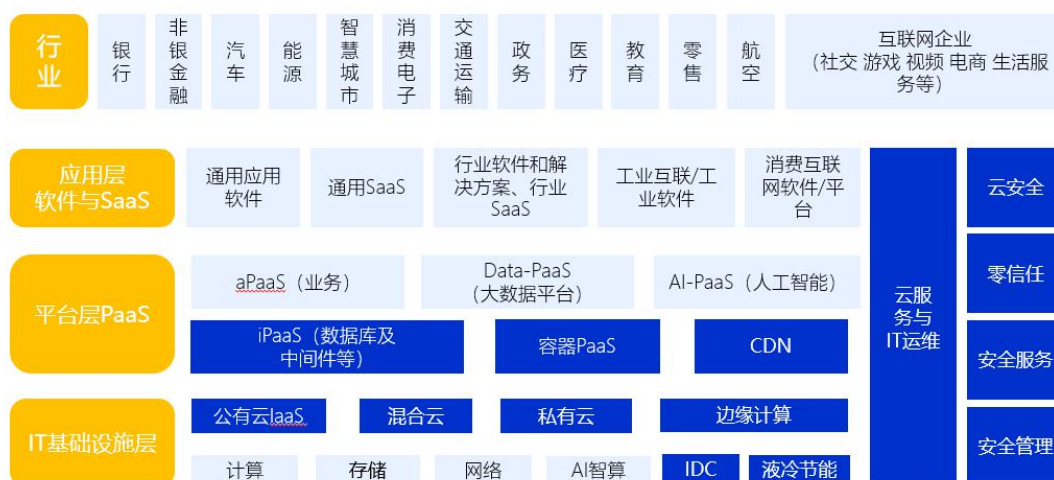 行
业
银
行
非
银
金
融
汽
车
能
源
智
慧
城
市
消
费
电
子
交
通
运
输
政
务
医
疗
教
育
零
售
航
空
互联网企业
（社交 游戏 视频 电商 生活服
务等）
应用层
软件与SaaS
通用应用
软件
通用SaaS
行业软件和解
决方案、行业
SaaS
工业互联/工
业软件
消费互联
网软件/平
台
平台层PaaS
aPaaS（业务）
Data-PaaS
（大数据平台）
AI-PaaS（人工智能）
iPaaS（数据库及
中间件等）
容器PaaS
CDN
IT基础设施层
公有云IaaS
混合云
私有云
边缘计算
计算
存储
网络
AI智算
IDC
液冷节能
云服
务与
IT运维
云安全
零信任
安全服务
安全管理